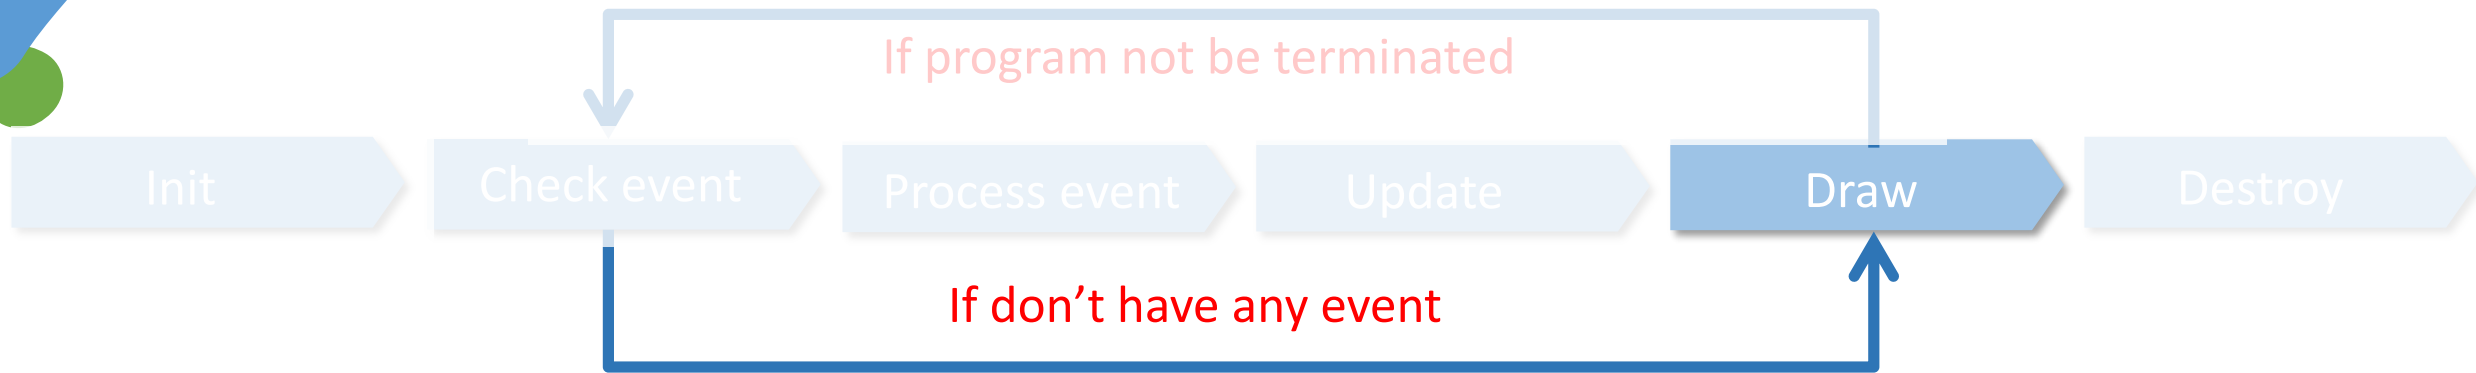 If program not be terminated
Init
Check event
Process event
Update
Draw
Destroy
If don’t have any event